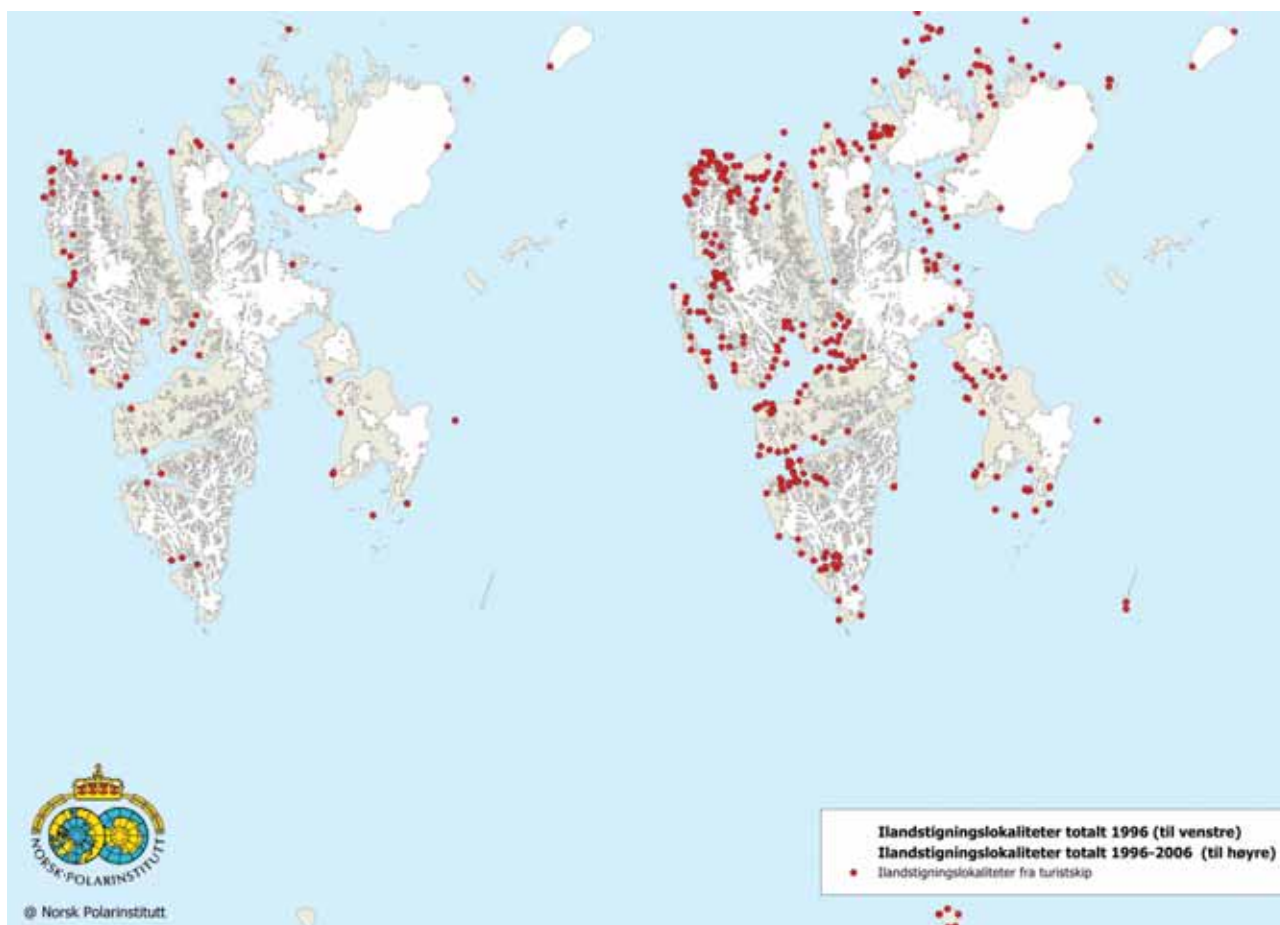 NORSK·POLARINSTITUTT
@ Norsk Polarinstitutt
Ilandstigningslokaliteter totalt 1996 (til venstre)
Ilandstigningslokaliteter totalt 1996-2006 (til høyre)
Ilandstigningslokaliteter fra turistskip